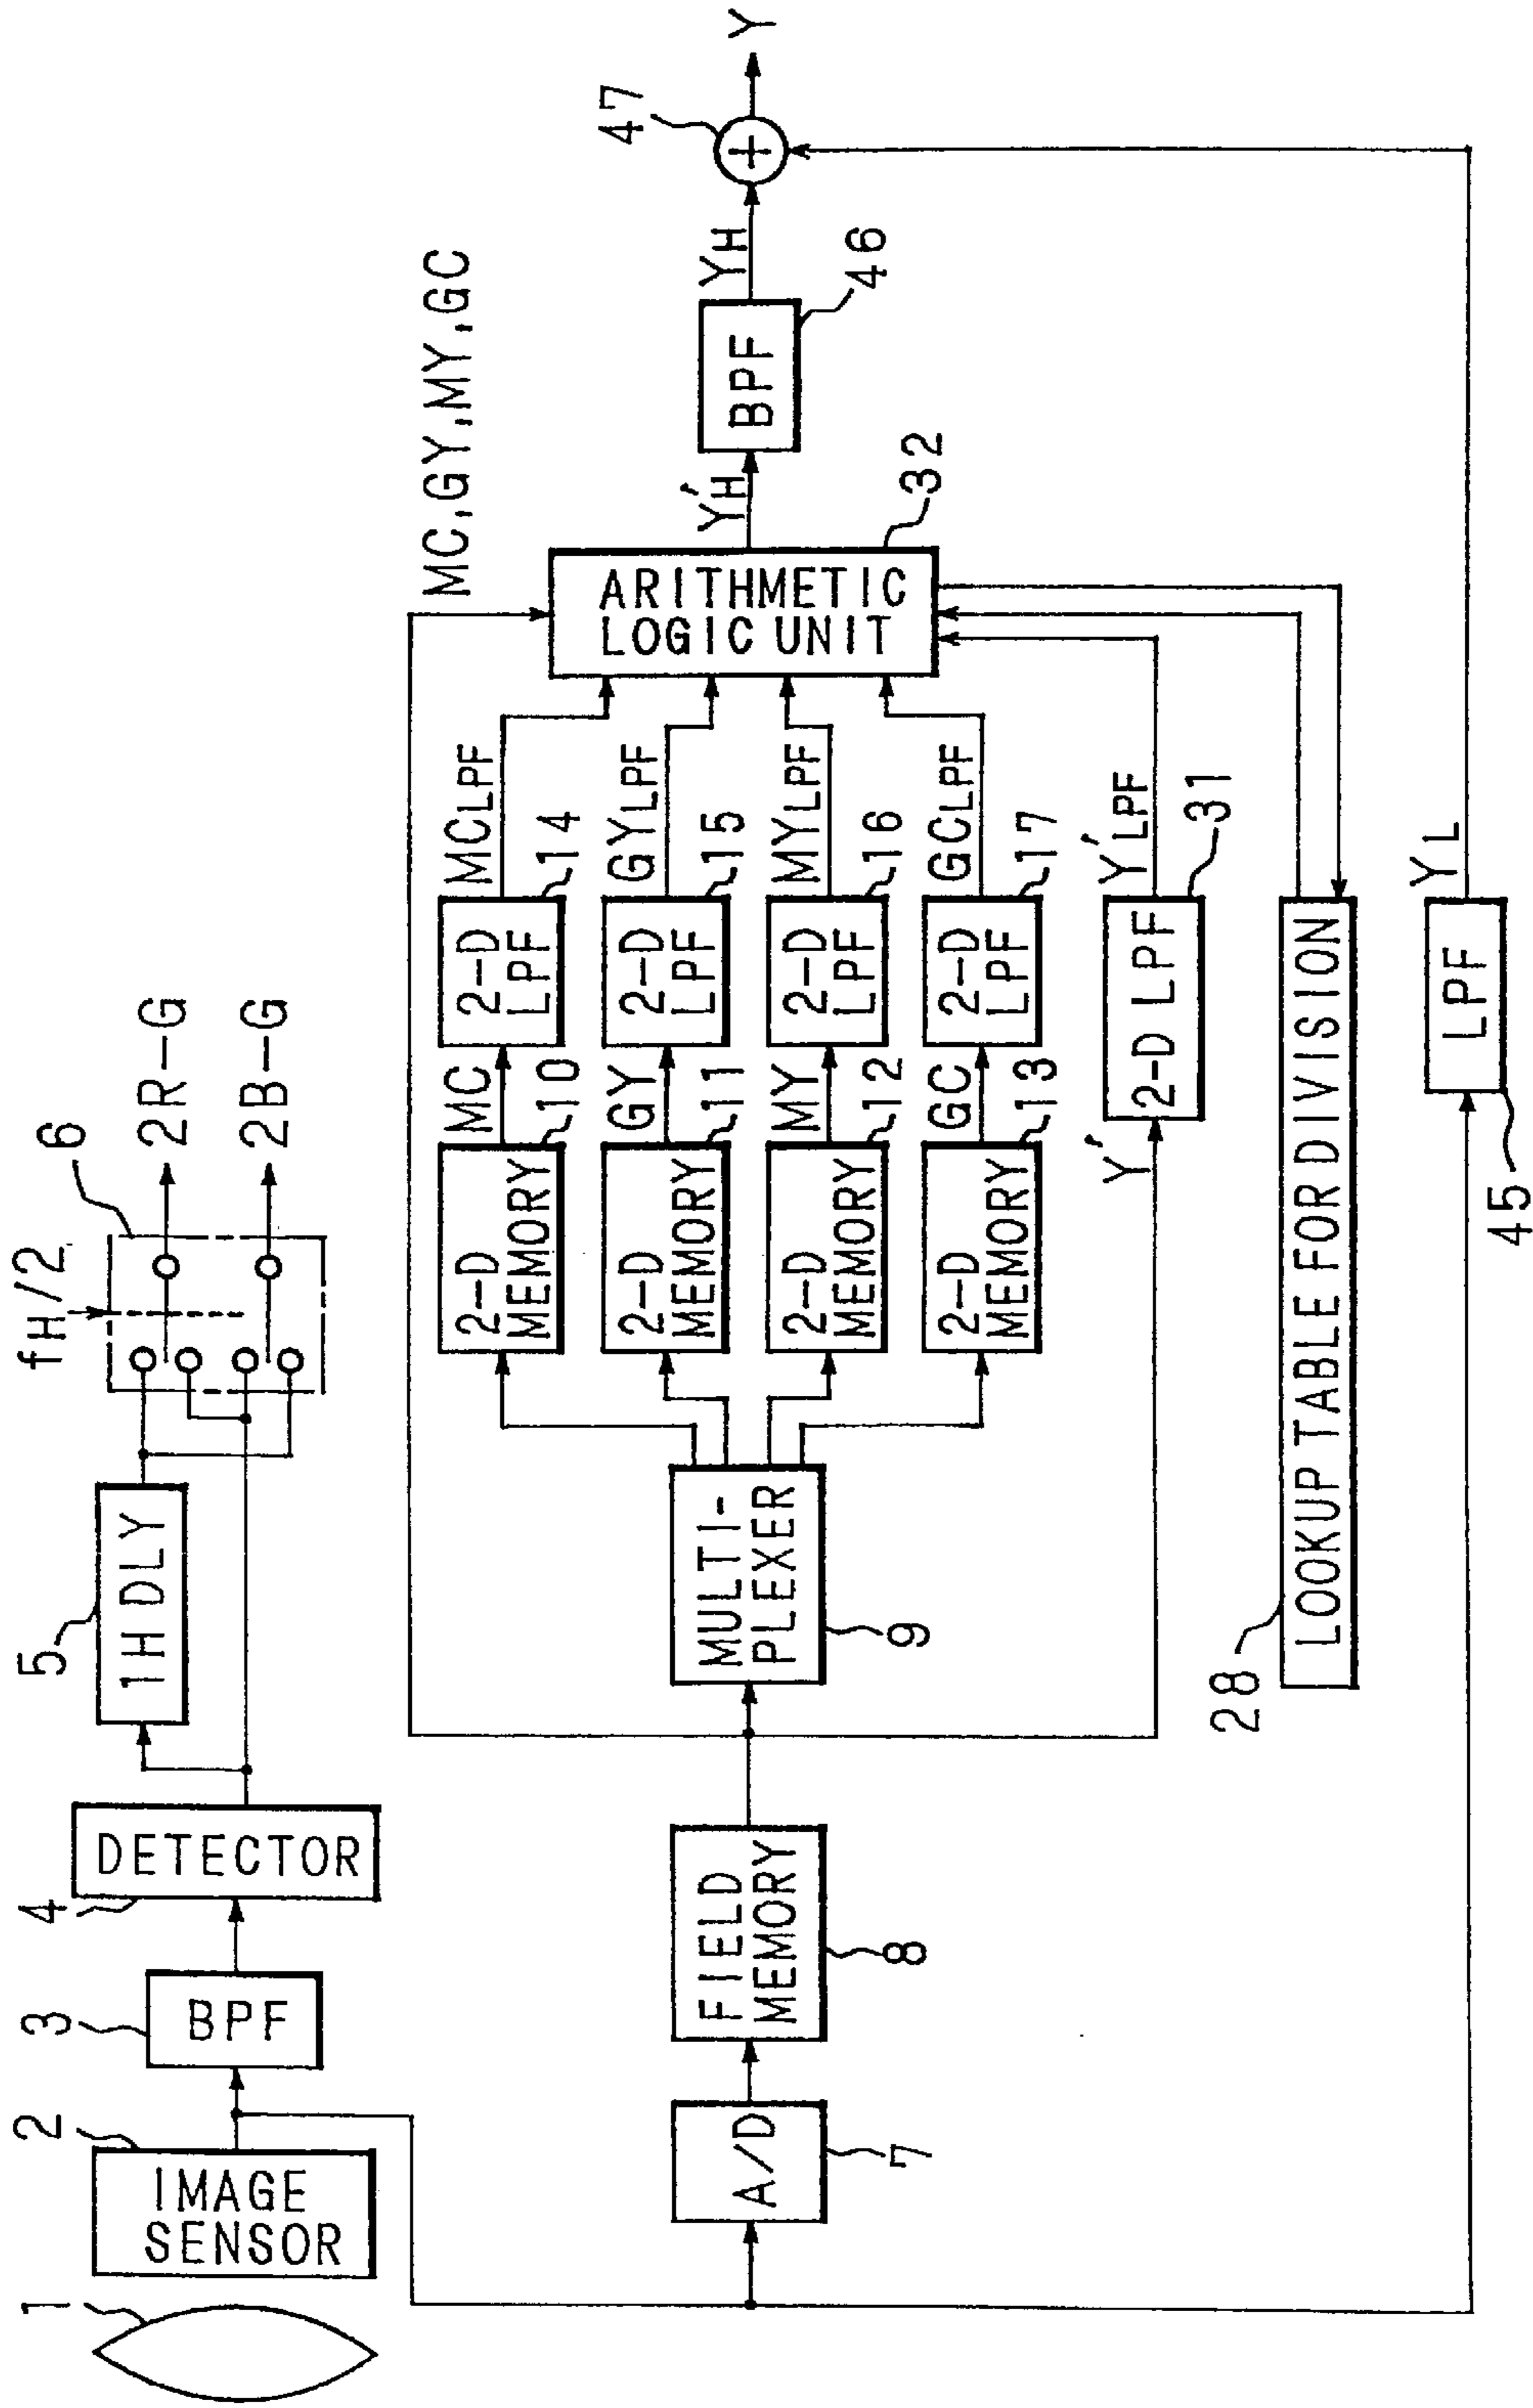 1
2
IMAGE
SENSOR
3
BPF
4
DETECTOR
5
1H DLY
fH/2
6
2R-G
2B-G
A/D
7
FIELD
MEMORY
8
MULTI-
PLEXER
9
2-D
MEMORY
MC
10
2-D
LPF
MCLPF
14
2-D
MEMORY
GY
11
2-D
LPF
GYLPF
15
2-D
MEMORY
MY
12
2-D
LPF
MYLPF
16
2-D
MEMORY
GC
13
2-D
LPF
GCLPF
17
Y'
2-D LPF
Y'LPF
31
28
LOOKUP TABLE FOR DIVISION
MC,GY,MY,GC
ARITHMETIC
LOGIC UNIT
32
Y'H
BPF
46
YH
47
+
Y
45
LPF
YL